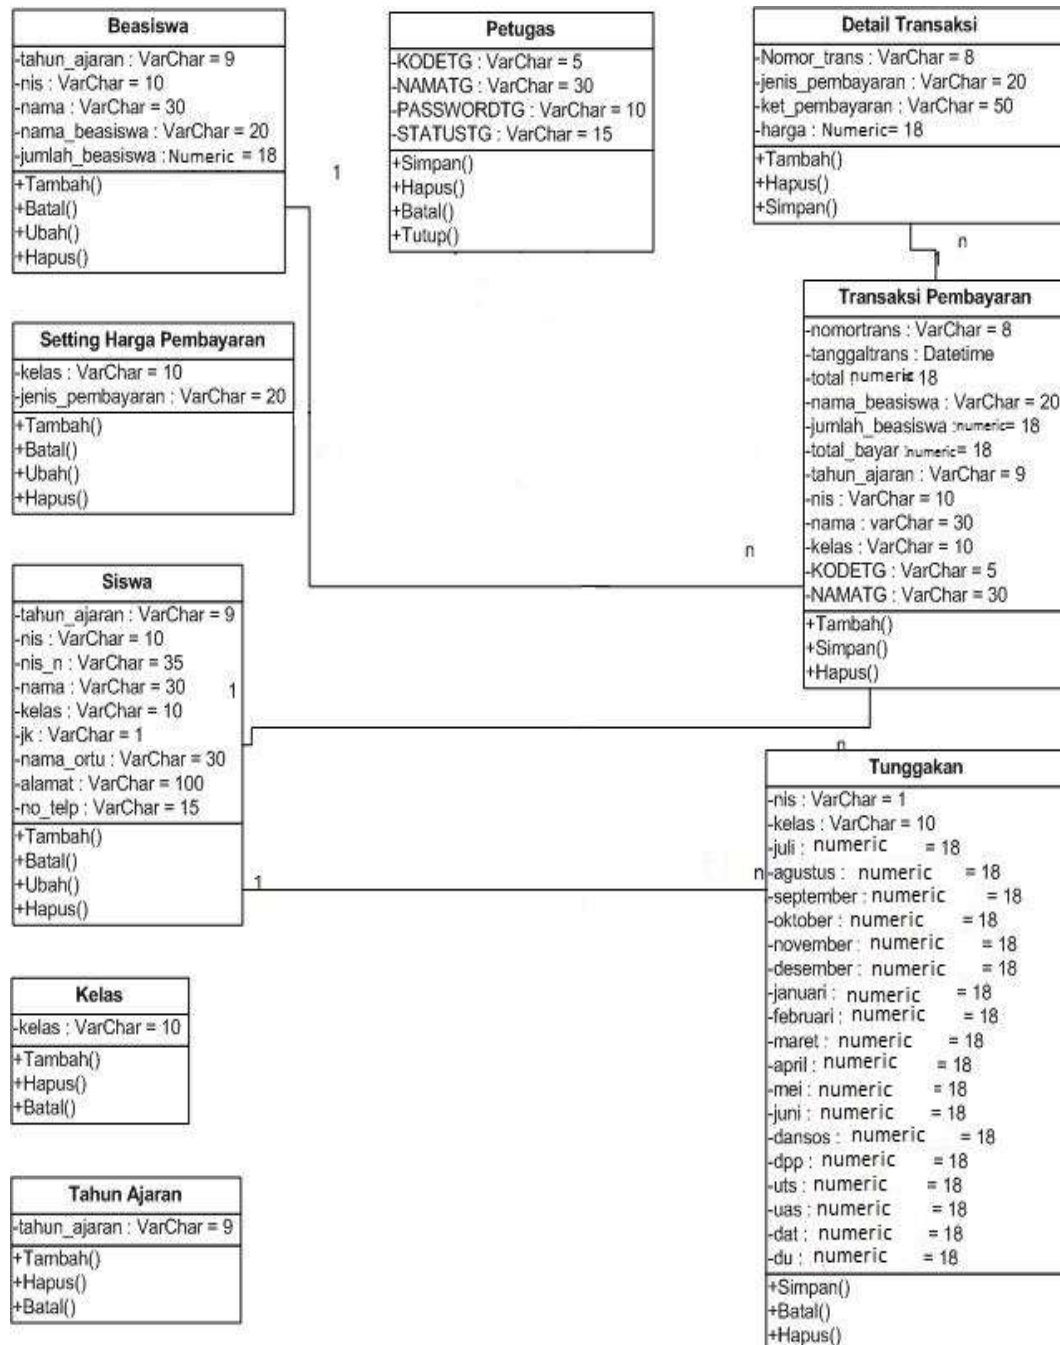 Beasiswa
-tahun_ajaran : VarChar = 9
-nis : VarChar = 10
-nama : VarChar = 30
-nama_beasiswa : VarChar = 20
-jumlah_beasiswa : Numeric = 18
+Tambah()
+Batal()
+Ubah()
+Hapus()
1
Petugas
-KODETG : VarChar = 5
-NAMATG : VarChar = 30
-PASSWORDTG : VarChar = 10
-STATUSTG : VarChar = 15
+Simpan()
+Hapus()
+Batal()
+Tutup()
Detail Transaksi
-Nomor_trans : VarChar = 8
-jenis_pembayaran : VarChar = 20
-ket_pembayaran : VarChar = 50
-harga : Numeric= 18
+Tambah()
+Hapus()
+Simpan()
n
1
Setting Harga Pembayaran
-kelas : VarChar = 10
-jenis_pembayaran : VarChar = 20
+Tambah()
+Batal()
+Ubah()
+Hapus()
Transaksi Pembayaran
-nomortrans : VarChar = 8
-tanggaltrans : Datetime
-total numeric 18
-nama_beasiswa : VarChar = 20
-jumlah_beasiswa :numeric= 18
-total_bayar :numeric= 18
-tahun_ajaran : VarChar = 9
-nis : VarChar = 10
-nama : varChar = 30
-kelas : VarChar = 10
-KODETG : VarChar = 5
-NAMATG : VarChar = 30
+Tambah()
+Simpan()
+Hapus()
n
Siswa
-tahun_ajaran : VarChar = 9
-nis : VarChar = 10
-nis_n : VarChar = 35
-nama : VarChar = 30
-kelas : VarChar = 10
-jk : VarChar = 1
-nama_ortu : VarChar = 30
-alamat : VarChar = 100
-no_telp : VarChar = 15
+Tambah()
+Batal()
+Ubah()
+Hapus()
1
n
1
n
Tunggakan
-nis : VarChar = 1
-kelas : VarChar = 10
-juli : numeric = 18
-agustus : numeric = 18
-september : numeric = 18
-oktober : numeric = 18
-november : numeric = 18
-desember : numeric = 18
-januari : numeric = 18
-februari : numeric = 18
-maret : numeric = 18
-april : numeric = 18
-mei : numeric = 18
-juni : numeric = 18
-dansos : numeric = 18
-dpp : numeric = 18
-uts : numeric = 18
-uas : numeric = 18
-dat : numeric = 18
-du : numeric = 18
+Simpan()
+Batal()
+Hapus()
Kelas
-kelas : VarChar = 10
+Tambah()
+Hapus()
+Batal()
Tahun Ajaran
-tahun_ajaran : VarChar = 9
+Tambah()
+Hapus()
+Batal()